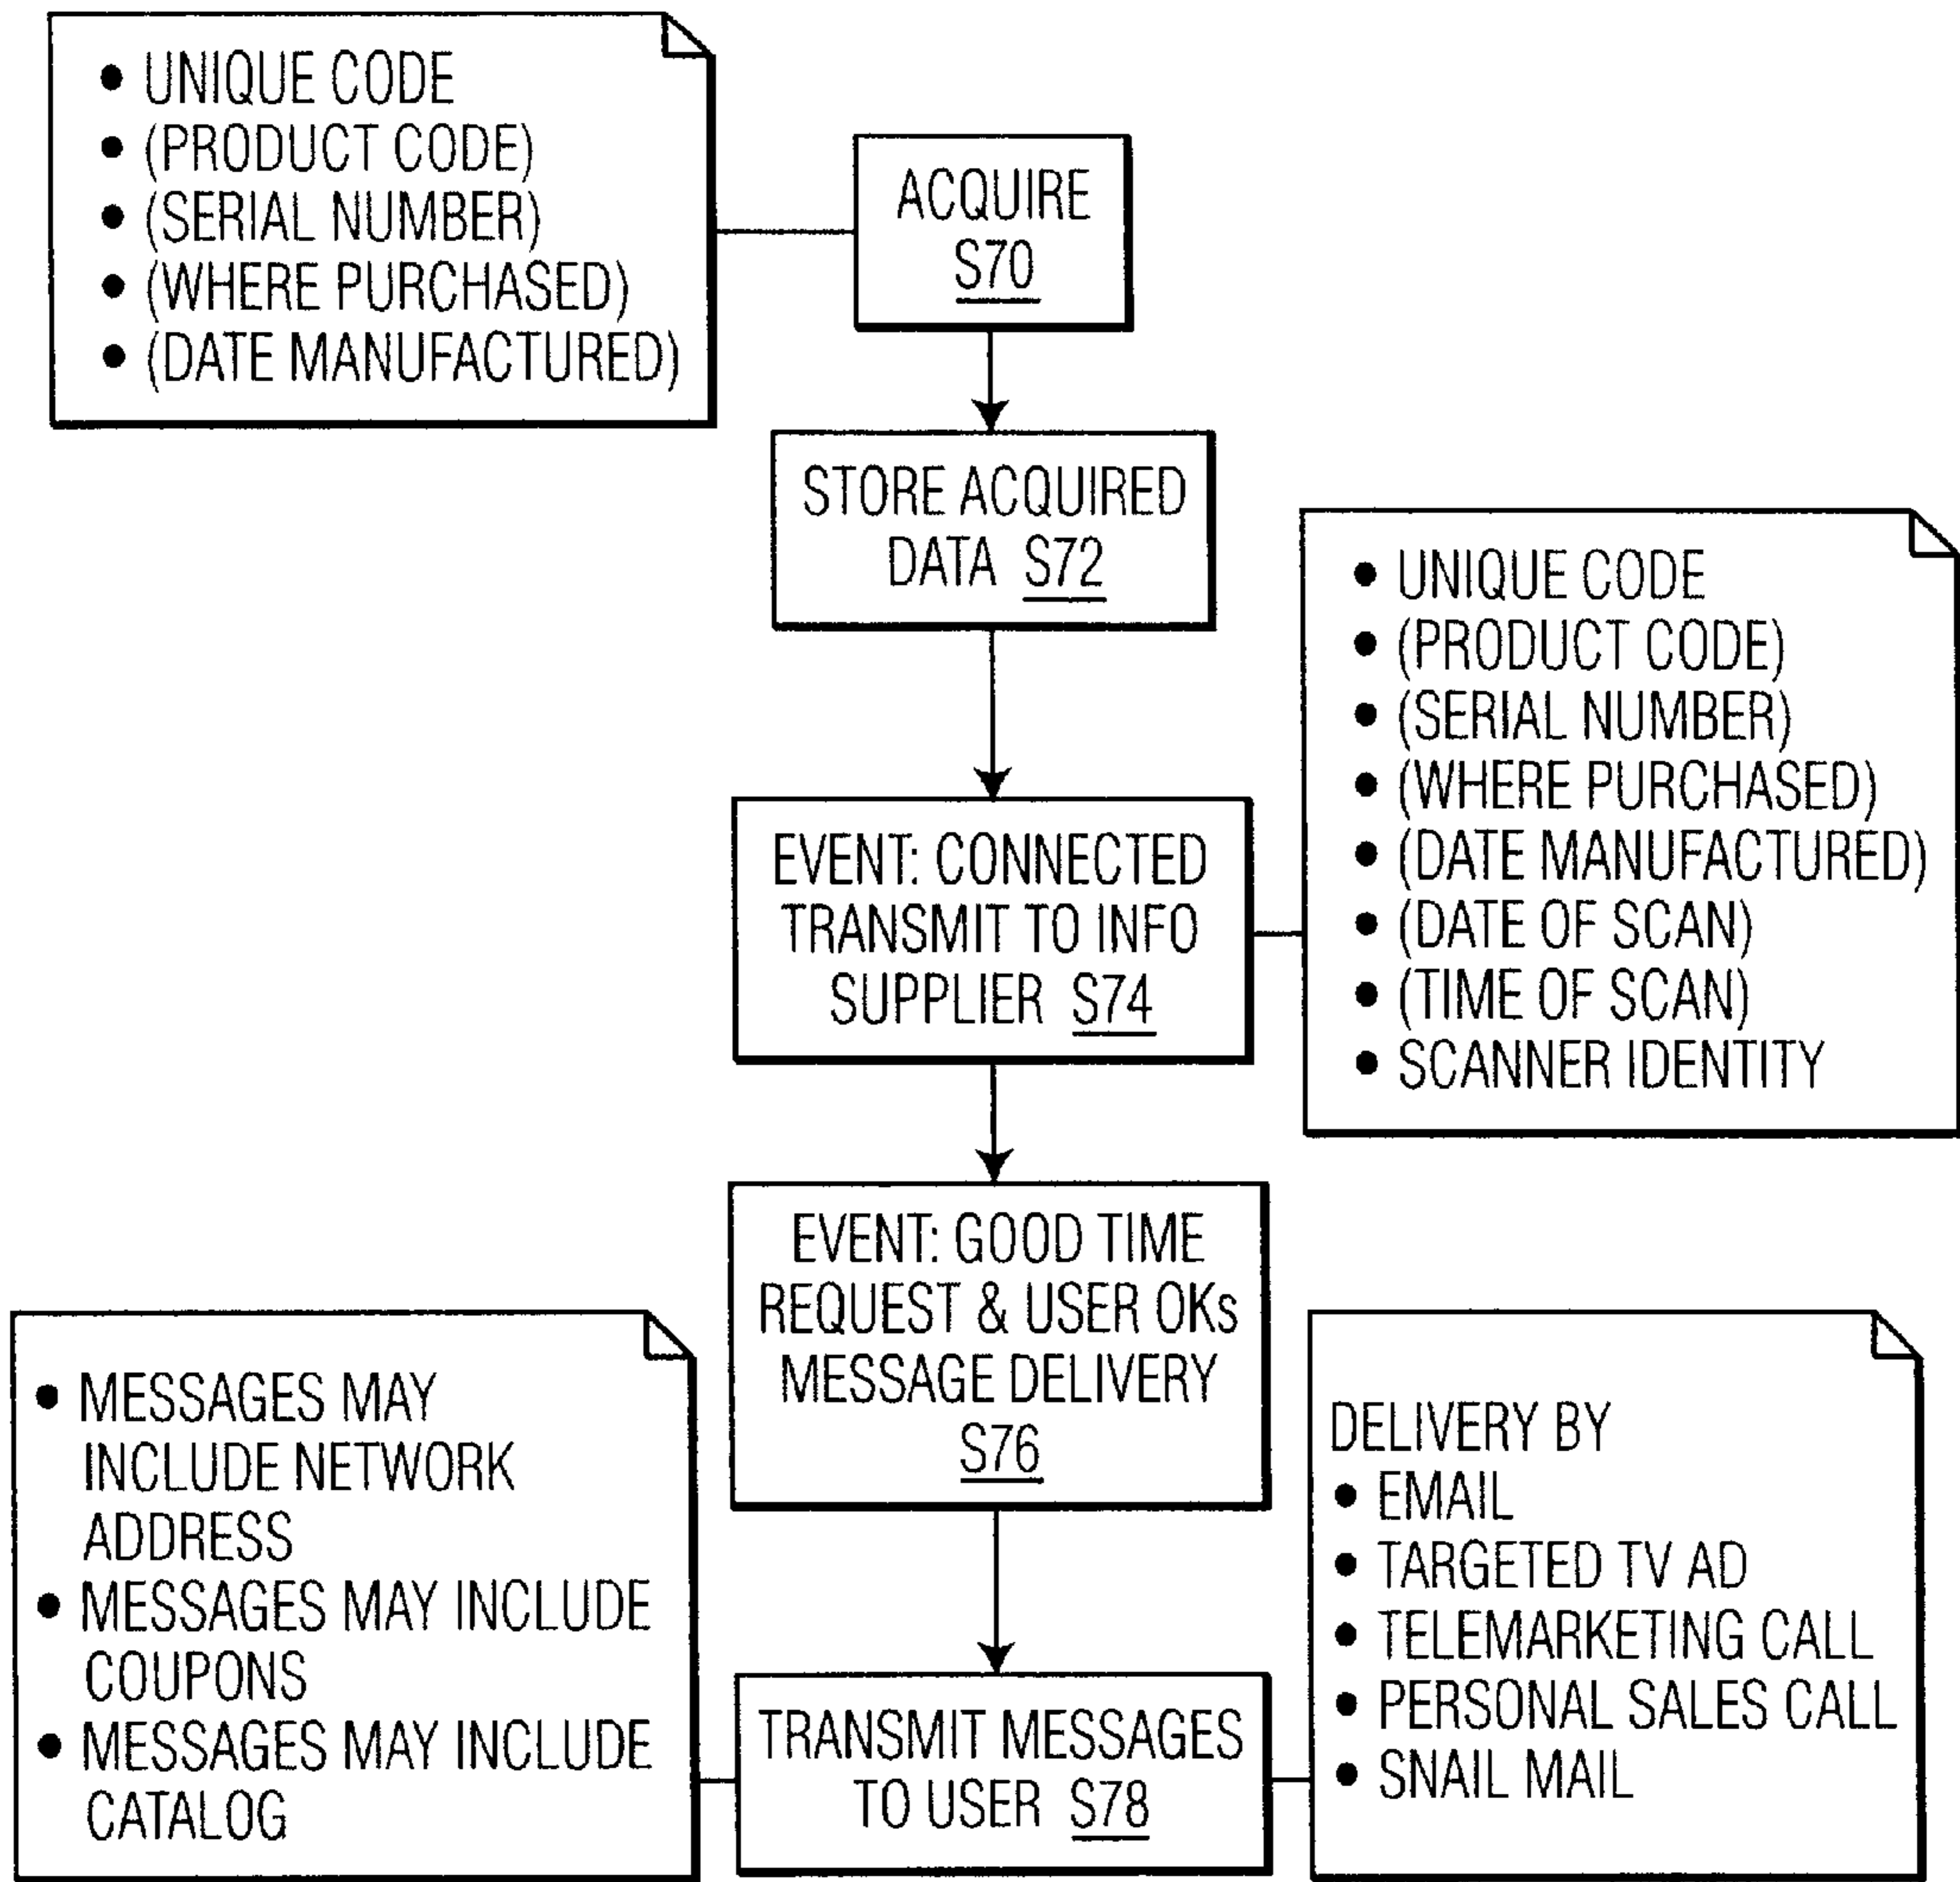 • UNIQUE CODE
• (PRODUCT CODE)
• (SERIAL NUMBER)
• (WHERE PURCHASED)
• (DATE MANUFACTURED)
ACQUIRE
S70
STORE ACQUIRED
DATA S72
EVENT: CONNECTED
TRANSMIT TO INFO
SUPPLIER S74
• UNIQUE CODE
• (PRODUCT CODE)
• (SERIAL NUMBER)
• (WHERE PURCHASED)
• (DATE MANUFACTURED)
• (DATE OF SCAN)
• (TIME OF SCAN)
• SCANNER IDENTITY
EVENT: GOOD TIME
REQUEST & USER OKs
MESSAGE DELIVERY
S76
• MESSAGES MAY
INCLUDE NETWORK
ADDRESS
• MESSAGES MAY INCLUDE
COUPONS
• MESSAGES MAY INCLUDE
CATALOG
TRANSMIT MESSAGES
TO USER S78
DELIVERY BY
• EMAIL
• TARGETED TV AD
• TELEMARKETING CALL
• PERSONAL SALES CALL
• SNAIL MAIL